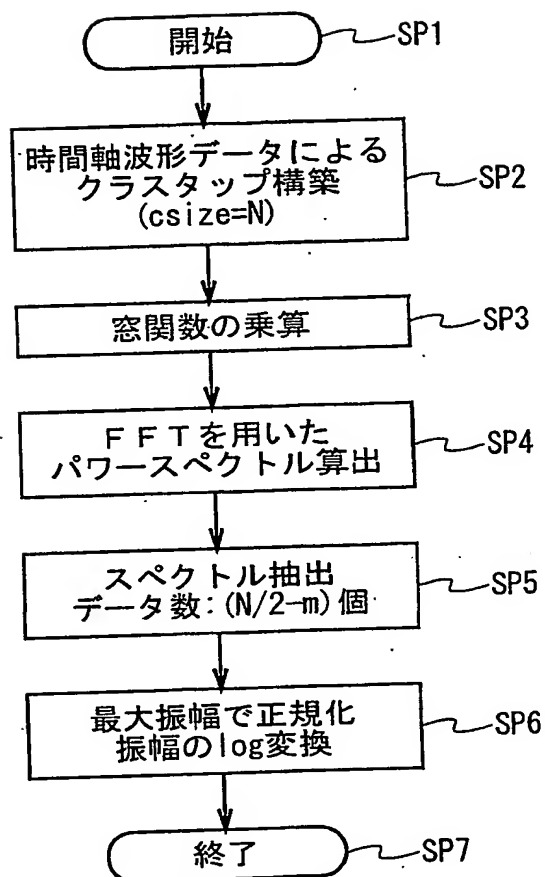 開始
SP1
時間軸波形データによる
クラスタップ構築
(csize=N)
SP2
窓関数の乗算
SP3
FFTを用いた
パワースペクトル算出
SP4
スペクトル抽出
データ数:(N/2-m)個
SP5
最大振幅で正規化
振幅のlog変換
SP6
終了
SP7